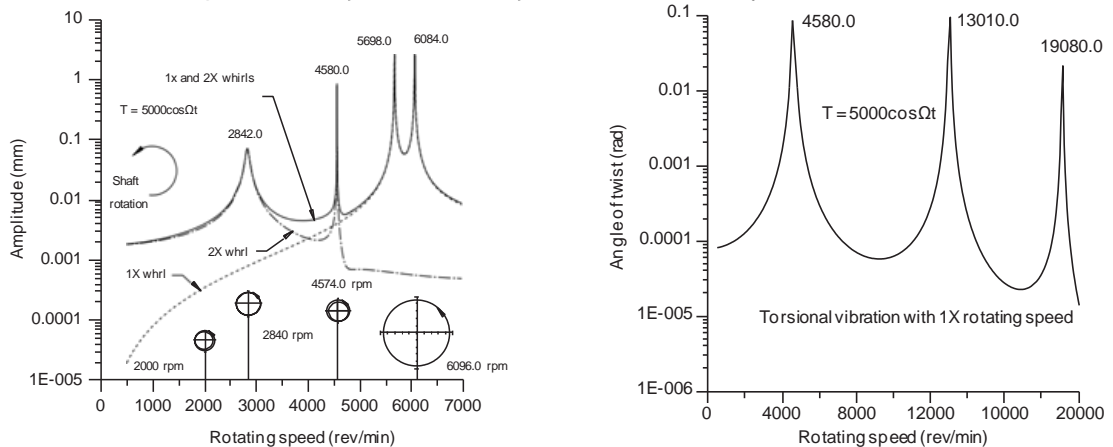 10
1
0.1
0.01
0.001
0.0001
1E-005
Amplitude (mm)
5698.0
6084.0
4580.0
1x and 2X whirls
T = 5000cosΩt
2842.0
Shaft
rotation
2X whrl
1X whrl
4574.0 rpm
2840 rpm
2000 rpm
6096.0 rpm
0 1000 2000 3000 4000 5000 6000 7000
Rotating speed (rev/min)
0.1
0.01
0.001
0.0001
1E-005
1E-006
Angle of twist (rad)
4580.0
13010.0
19080.0
T = 5000cosΩt
Torsional vibration with 1X rotating speed
0 4000 8000 12000 10000 20000
Rotating speed (rev/min)